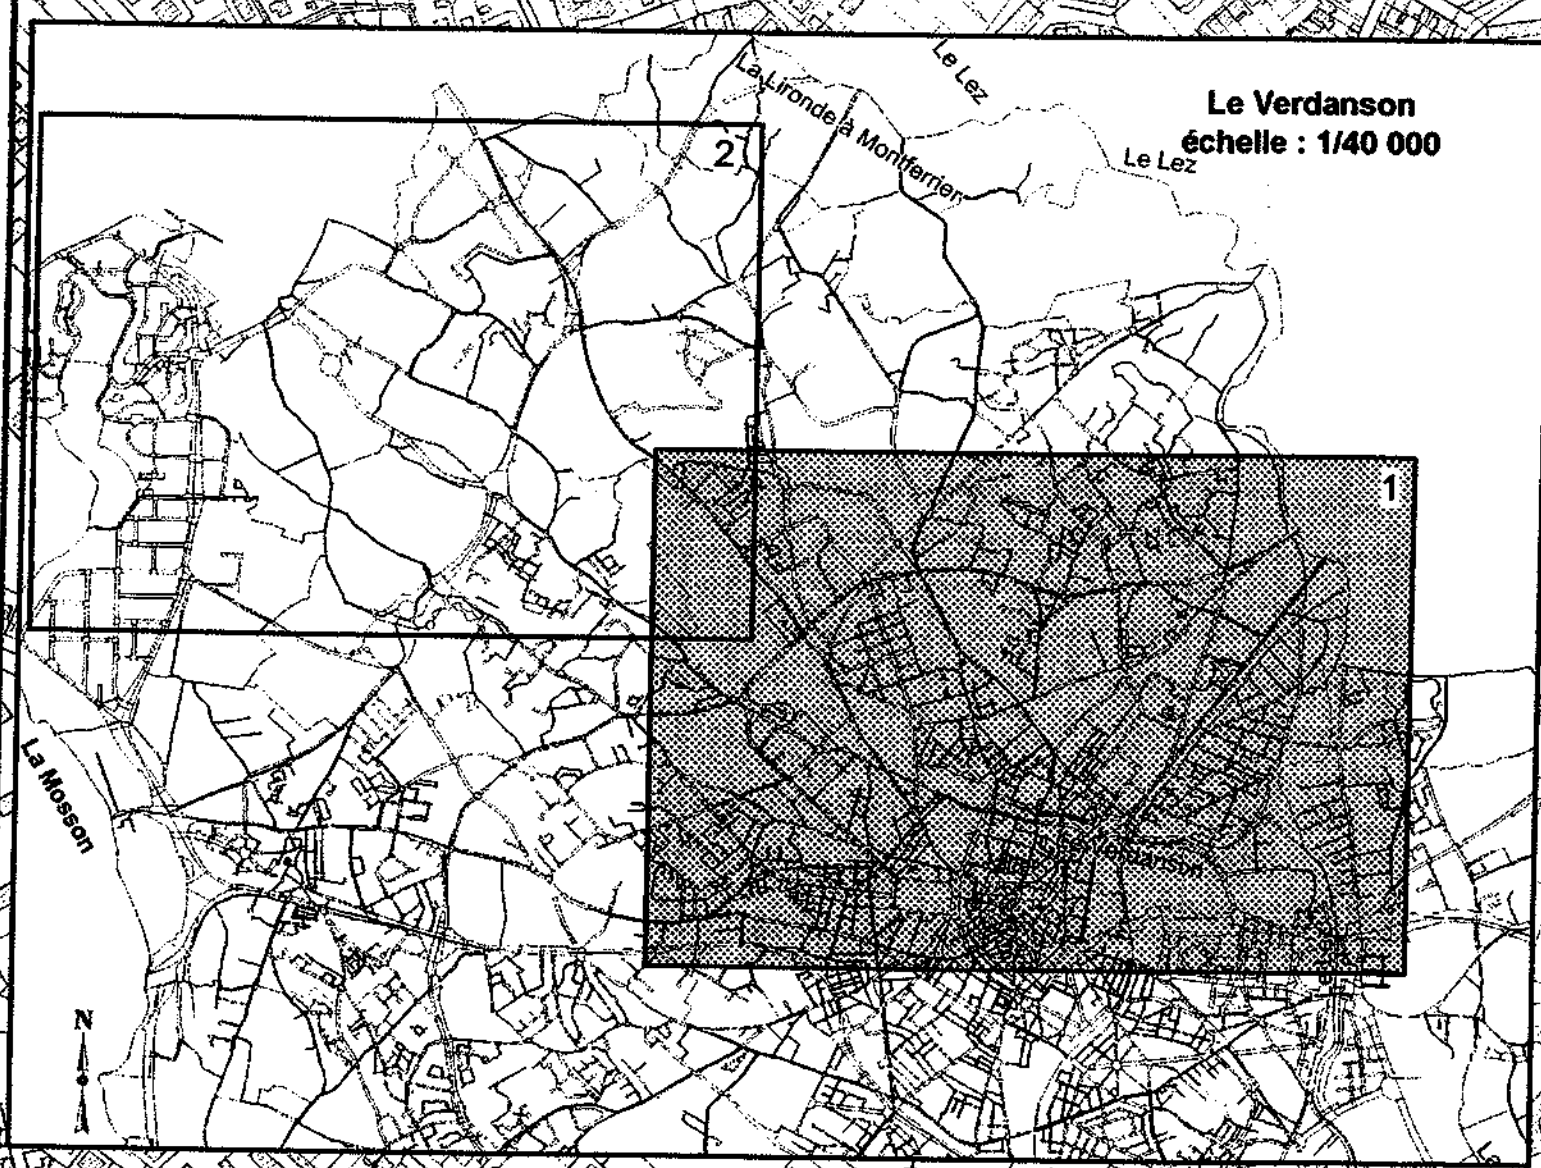 Le Lez
La Lironde à Montferrier
Le Verdanson
échelle : 1/40 000
Le Lez
2
1
La Mosson
Verdanson
N
Le